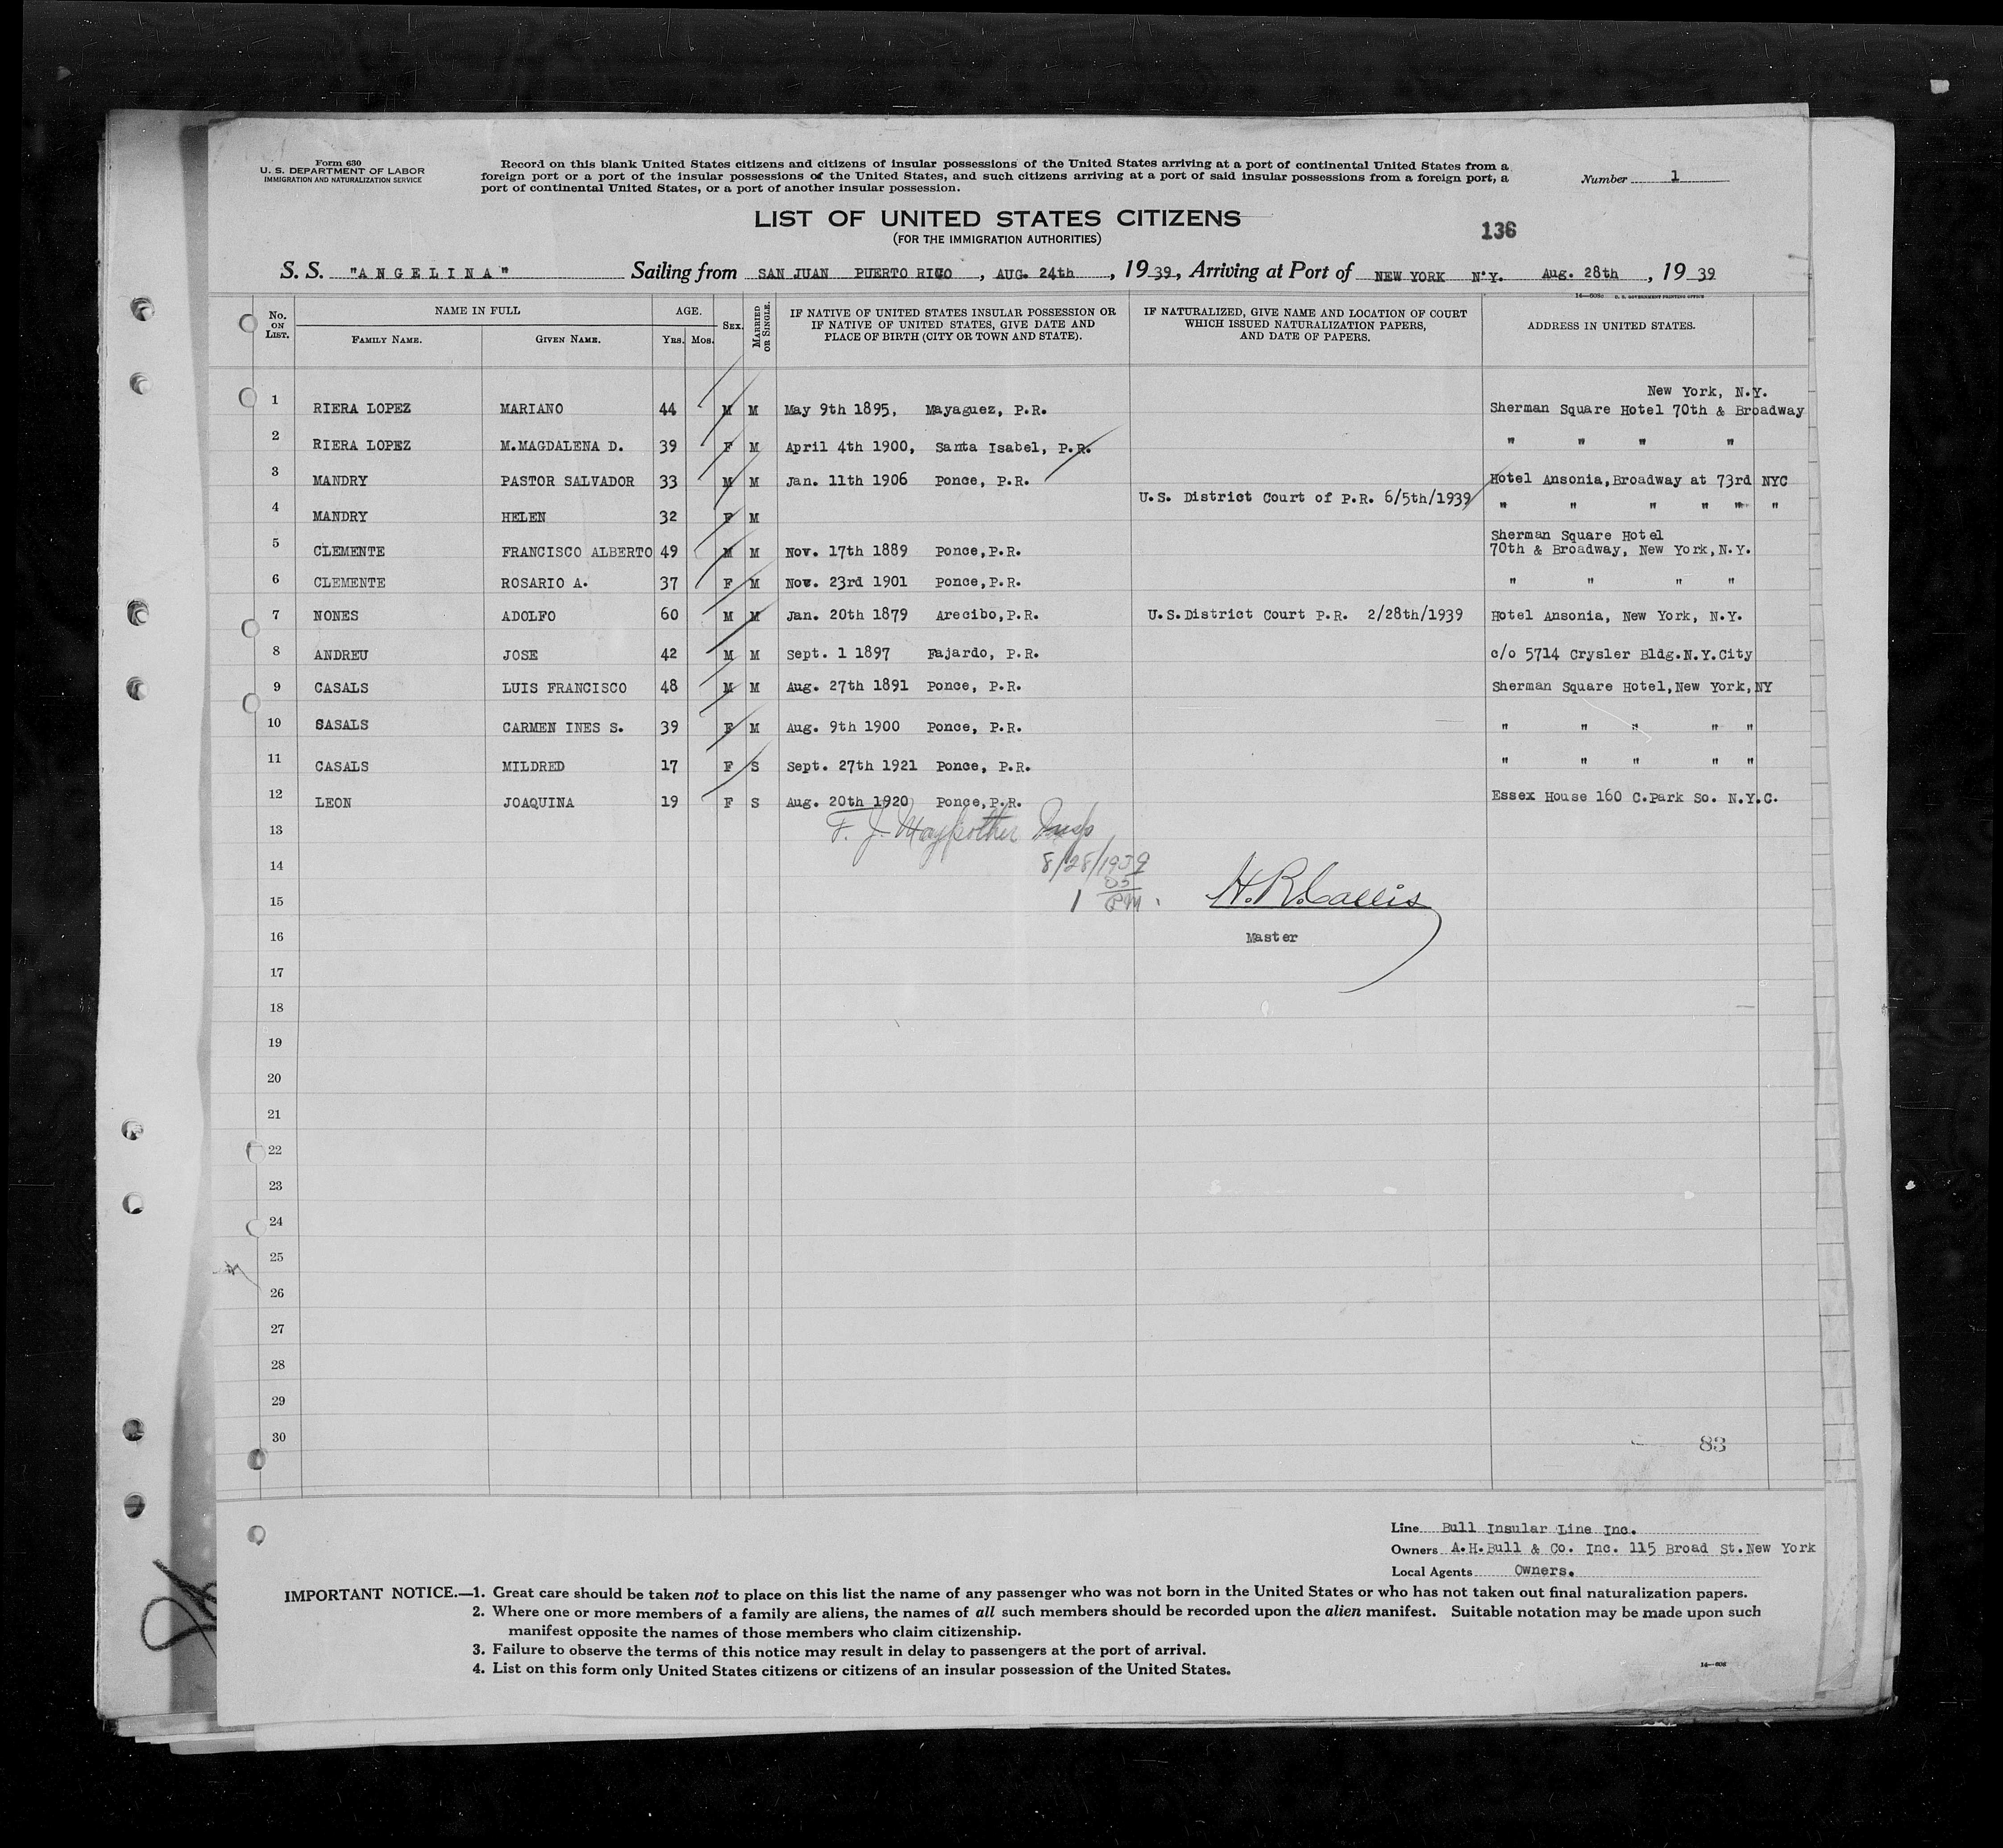 Form 630
U. S. DEPARTMENT OF LABOR
IMMIGRATION AND NATURALIZATION SERVICE
Record on this blank United States citizens and citizens of insular possessions of the United States arriving at a port of continental United States from a
foreign port or a port of the insular possessions of the United States, and such citizens arriving at a port of said insular possessions from a foreign port, a
port of continental United States, or a port of another insular possession.
Number 1
LIST OF UNITED STATES CITIZENS
(FOR THE IMMIGRATION AUTHORITIES)
136
S. S. "ANGELINA" Sailing from SAN JUAN PUERTO RICO, AUG. 24th, 1939, Arriving at Port of NEW YORK N.Y. Aug. 28th, 1939
14—608c U. S. GOVERNMENT PRINTING OFFICE
No. ON LIST. NAME IN FULL AGE. SEX. MARRIED OR SINGLE. IF NATIVE OF UNITED STATES INSULAR POSSESSION OR IF NATIVE OF UNITED STATES, GIVE DATE AND PLACE OF BIRTH (CITY OR TOWN AND STATE). IF NATURALIZED, GIVE NAME AND LOCATION OF COURT WHICH ISSUED NATURALIZATION PAPERS, AND DATE OF PAPERS. ADDRESS IN UNITED STATES.
FAMILY NAME. GIVEN NAME. YRS. MOS.
New York, N.Y.
1 RIERA LOPEZ MARIANO 44 M M May 9th 1895, Mayaguez, P.R. Sherman Square Hotel 70th & Broadway
2 RIERA LOPEZ M.MAGDALENA D. 39 F M April 4th 1900, Santa Isabel, P.R. " " " "
3 MANDRY PASTOR SALVADOR 33 M M Jan. 11th 1906 Ponce, P.R. Hotel Ansonia,Broadway at 73rd NYC
4 MANDRY HELEN 32 F M U.S. District Court of P.R. 6/5th/1939 " " " " " "
Sherman Square Hotel
5 CLEMENTE FRANCISCO ALBERTO 49 M M Nov. 17th 1889 Ponce,P.R. 70th & Broadway, New York,N.Y.
6 CLEMENTE ROSARIO A. 37 F M Nov. 23rd 1901 Ponce,P.R. " " " "
7 NONES ADOLFO 60 M M Jan. 20th 1879 Arecibo,P.R. U.S.District Court P.R. 2/28th/1939 Hotel Ansonia, New York, N.Y.
8 ANDREU JOSE 42 M M Sept. 1 1897 Fajardo, P.R. c/o 5714 Crysler Bldg.N.Y.City
9 CASALS LUIS FRANCISCO 48 M M Aug. 27th 1891 Ponce, P.R. Sherman Square Hotel,New York,NY
10 CASALS CARMEN INES S. 39 F M Aug. 9th 1900 Ponce, P.R. " " " " "
11 CASALS MILDRED 17 F S Sept. 27th 1921 Ponce, P.R. " " " " "
12 LEON JOAQUINA 19 F S Aug. 20th 1920 Ponce,P.R. Essex House 160 C.Park So. N.Y.C.
13 F. J. Insp
14 8/28/1939
15 1 05 PM. H.R.Callis
16 Master
17
18
19
20
21
22
23
24
25
26
27
28
29
30
83
Line Bull Insular Line Inc.
Owners A.H.Bull & Co. Inc. 115 Broad St.New York
Local Agents Owners.
IMPORTANT NOTICE.—1. Great care should be taken not to place on this list the name of any passenger who was not born in the United States or who has not taken out final naturalization papers.
2. Where one or more members of a family are aliens, the names of all such members should be recorded upon the alien manifest. Suitable notation may be made upon such
manifest opposite the names of those members who claim citizenship.
3. Failure to observe the terms of this notice may result in delay to passengers at the port of arrival.
4. List on this form only United States citizens or citizens of an insular possession of the United States.
14—608